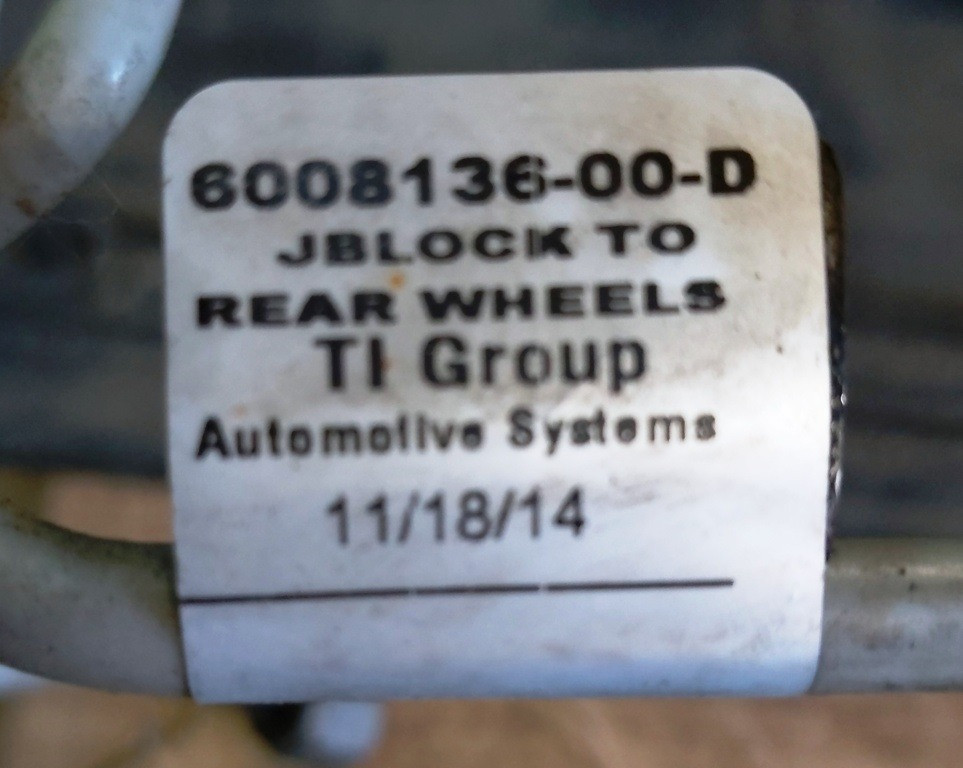 6008136-00-D
JBLOCK TO
REAR WHEELS
TI Group
Automotive Systems
11/18/14